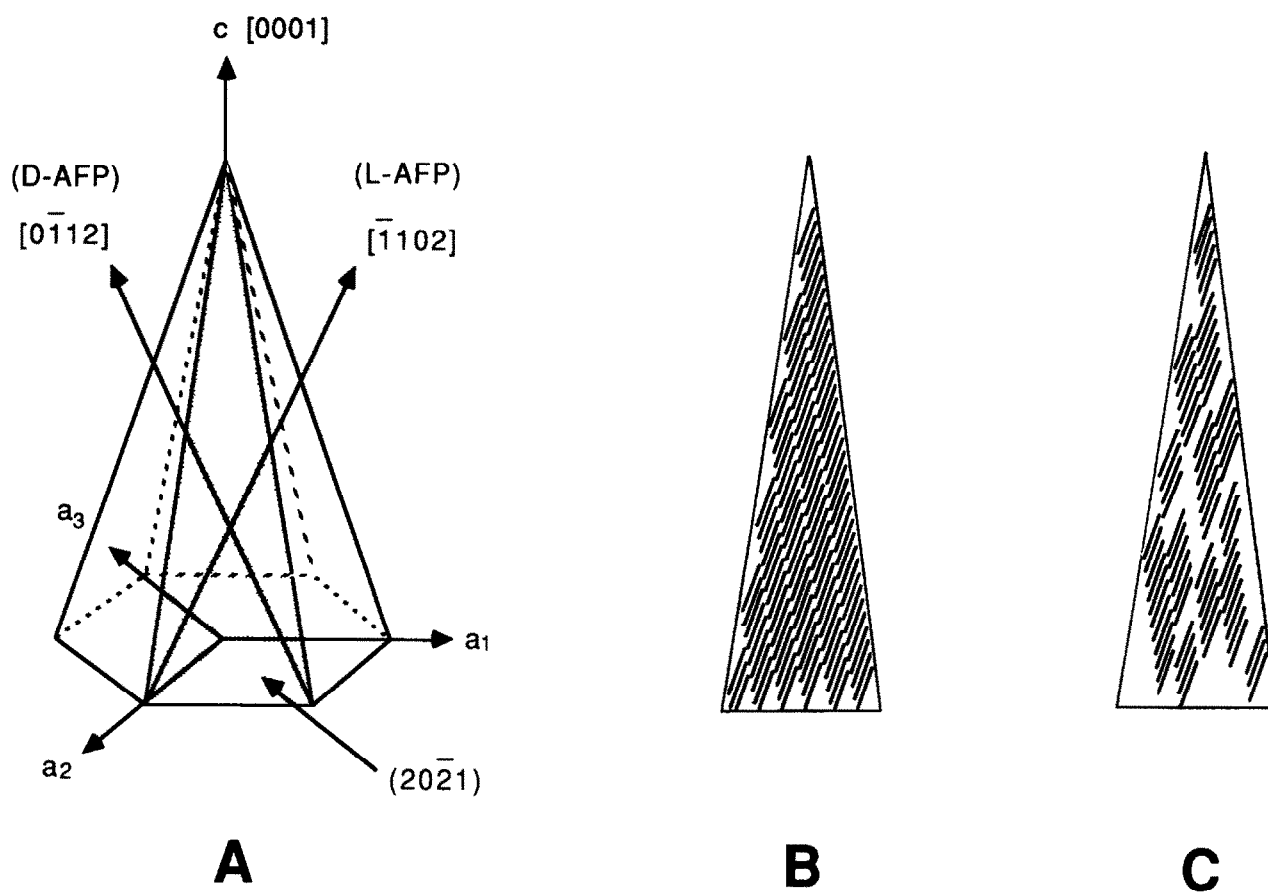 c [0001]
(D-AFP)
[01̅12]
(L-AFP)
[1̅102]
a3
a1
a2
(202̅1)
A
B
C